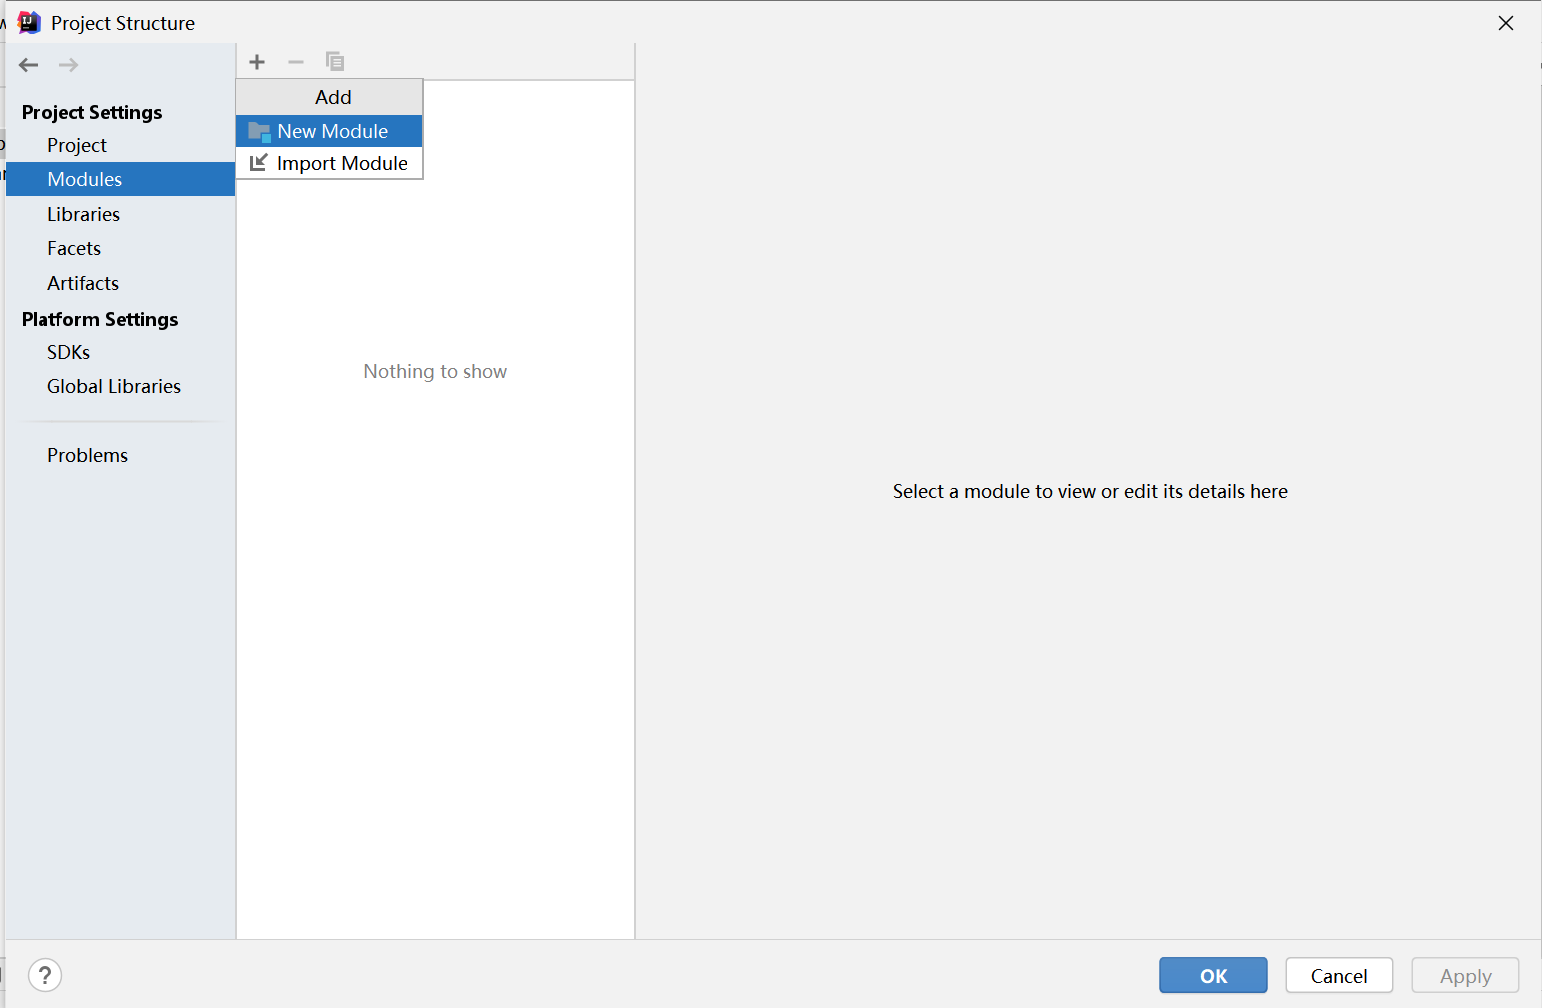 Project Structure
Project Settings
Project
Modules
Libraries
Facets
Artifacts
Platform Settings
SDKs
Global Libraries
Problems
Add
New Module
Import Module
Nothing to show
Select a module to view or edit its details here
?
OK
Cancel
Apply